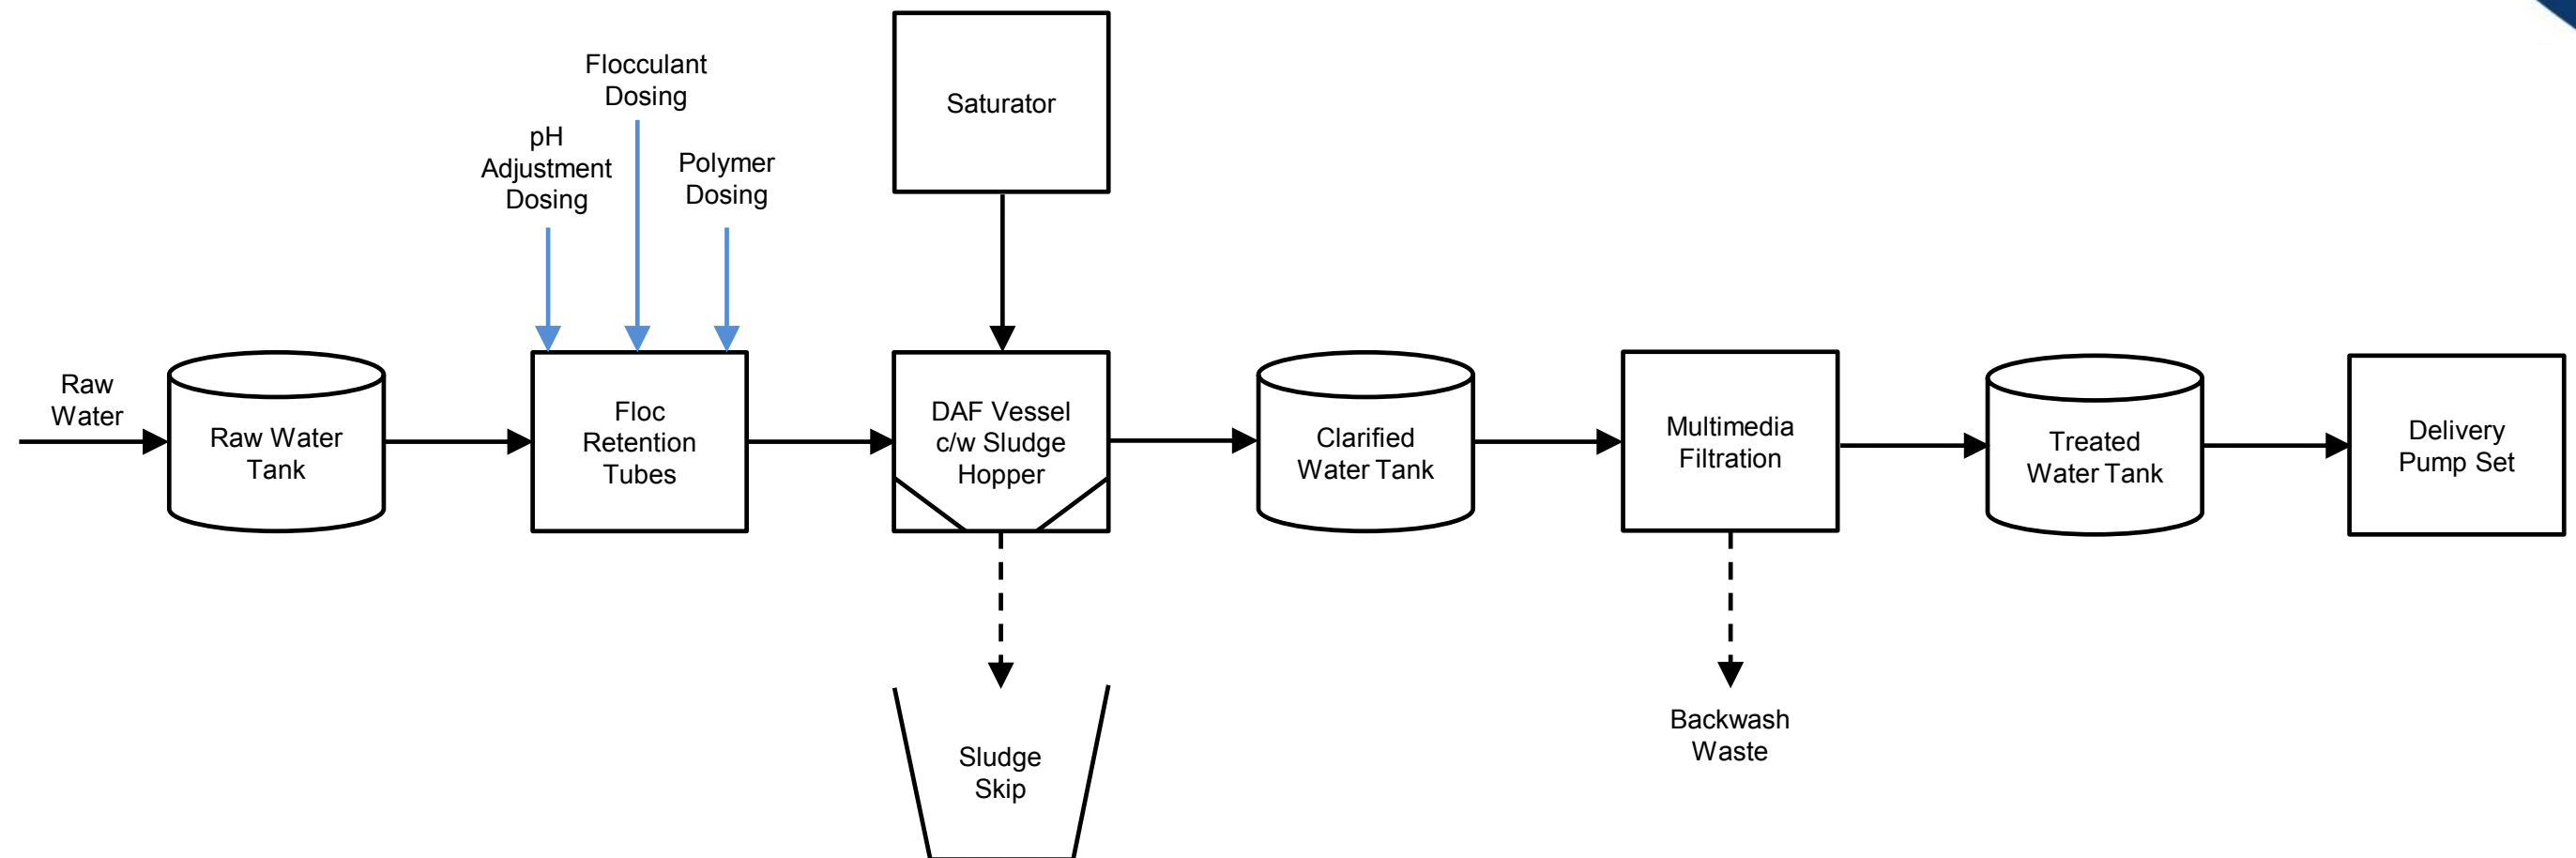 Flocculant
Dosing
pH
Adjustment
Dosing
Polymer
Dosing
Saturator
Raw
Water
Raw Water
Tank
Floc
Retention
Tubes
DAF Vessel
c/w Sludge
Hopper
Clarified
Water Tank
Multimedia
Filtration
Treated
Water Tank
Delivery
Pump Set
Sludge
Skip
Backwash
Waste